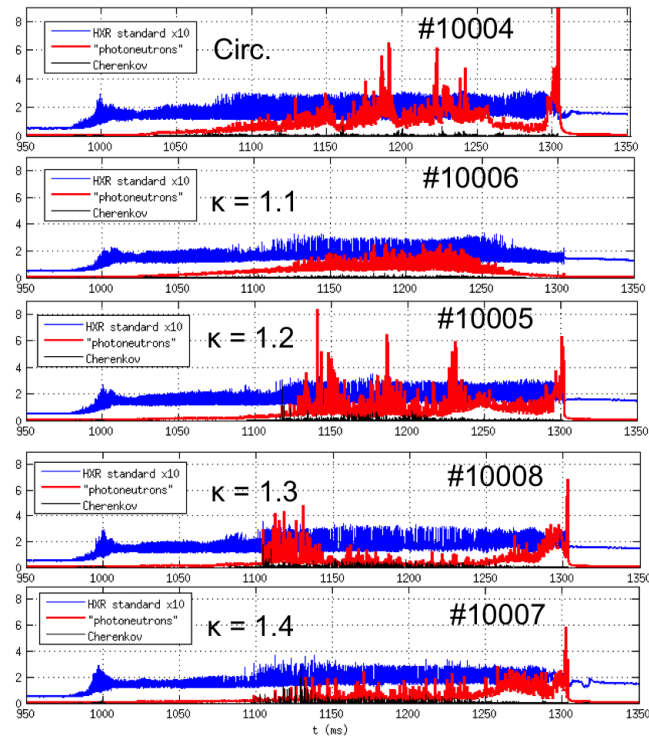 8
6
4
2
0
HXR standard x10
"photoneutrons"
Cherenkov
Circ.
#10004
950 1000 1050 1100 1150 1200 1250 1300 1350
8
6
4
2
0
HXR standard x10
"photoneutrons"
Cherenkov
κ = 1.1
#10006
950 1000 1050 1100 1150 1200 1250 1300 1350
8
6
4
2
0
HXR standard x10
"photoneutrons"
Cherenkov
κ = 1.2
#10005
950 1000 1050 1100 1150 1200 1250 1300 1350
8
6
4
2
0
HXR standard x10
"photoneutrons"
Cherenkov
κ = 1.3
#10008
950 1000 1050 1100 1150 1200 1250 1300 1350
8
6
4
2
0
HXR standard x10
"photoneutrons"
Cherenkov
κ = 1.4
#10007
950 1000 1050 1100 1150 1200 1250 1300 1350
t (ms)